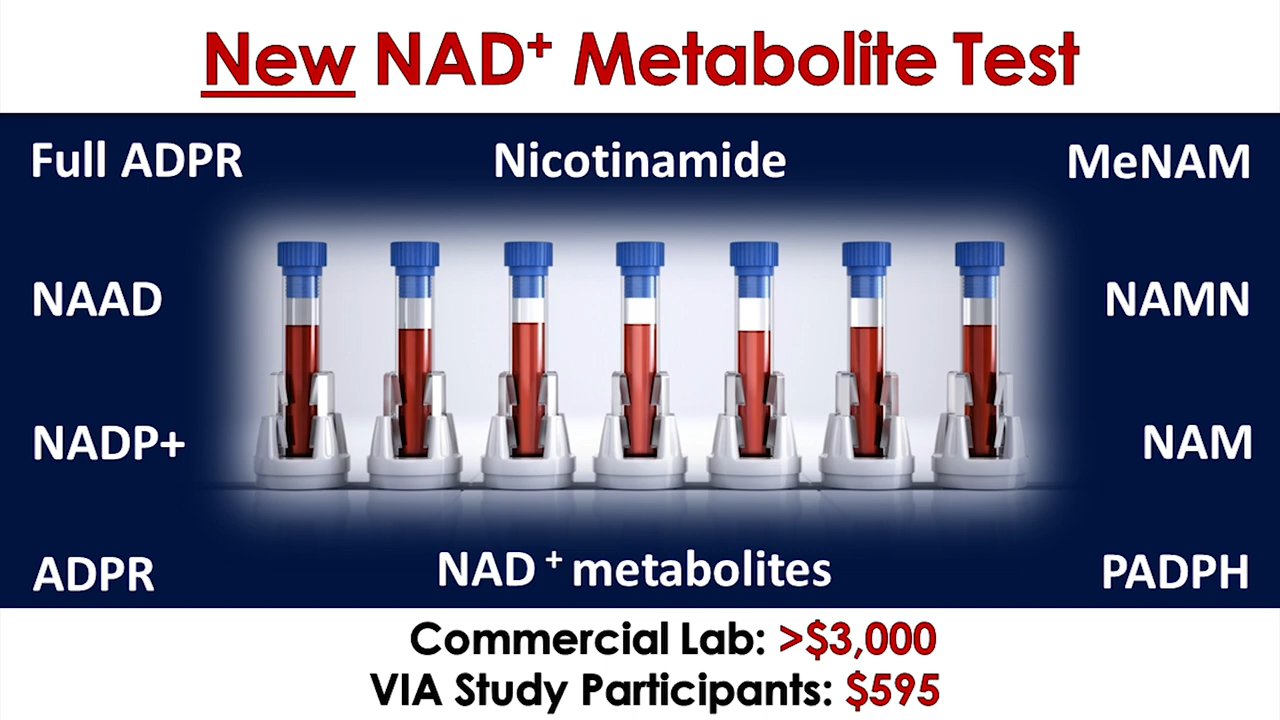 New NAD+ Metabolite Test
Full ADPR
Nicotinamide
MeNAM
NAAD
NAMN
NADP+
NAM
ADPR
NAD + metabolites
PADPH
Commercial Lab: >$3,000
VIA Study Participants: $595